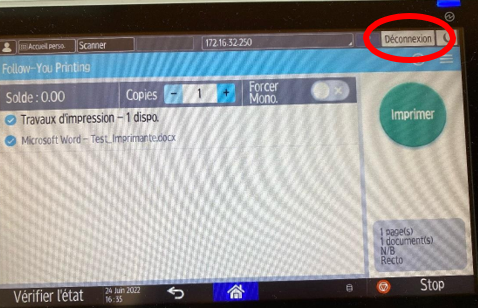 Accueil perso. Scanner 172.16.32.250 Déconnexion
Follow-You Printing
Solde : 0.00 Copies - 1 + Forcer Mono.
Travaux d'impression - 1 dispo.
Microsoft Word - Test_Imprimante.docx
Imprimer
1 page(s)
1 document(s)
N/B
Recto
Vérifier l'état 24 Juin 2022 16:35 Stop